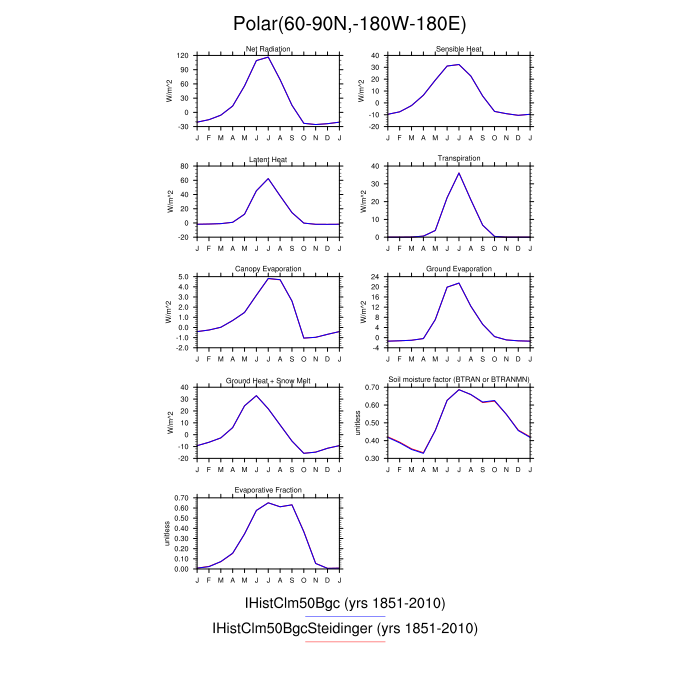 Polar(60-90N,-180W-180E)
Net Radiation
W/m^2
120
90
60
30
0
-30
J F M A M J J A S O N D J
Sensible Heat
W/m^2
40
30
20
10
0
-10
-20
J F M A M J J A S O N D J
Latent Heat
W/m^2
80
60
40
20
0
-20
J F M A M J J A S O N D J
Transpiration
W/m^2
40
30
20
10
0
J F M A M J J A S O N D J
Canopy Evaporation
W/m^2
5.0
4.0
3.0
2.0
1.0
0.0
-1.0
-2.0
J F M A M J J A S O N D J
Ground Evaporation
W/m^2
24
20
16
12
8
4
0
-4
J F M A M J J A S O N D J
Ground Heat + Snow Melt
W/m^2
40
30
20
10
0
-10
-20
J F M A M J J A S O N D J
Soil moisture factor (BTRAN or BTRANMN)
unitless
0.70
0.60
0.50
0.40
0.30
J F M A M J J A S O N D J
Evaporative Fraction
unitless
0.70
0.60
0.50
0.40
0.30
0.20
0.10
0.00
J F M A M J J A S O N D J
IHistClm50Bgc (yrs 1851-2010)
IHistClm50BgcSteidinger (yrs 1851-2010)